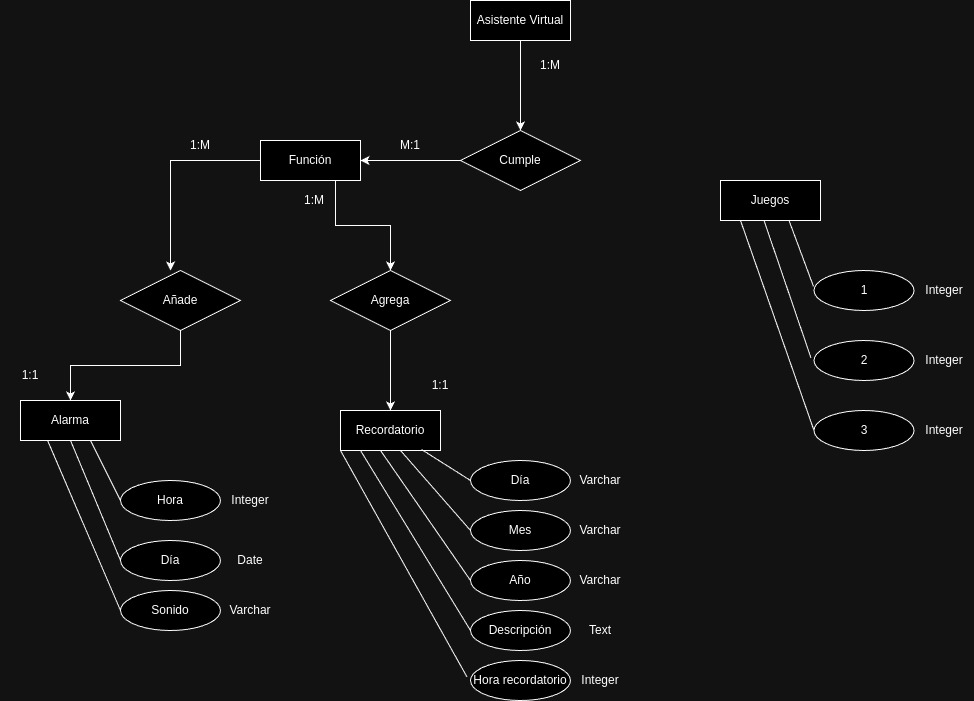 Asistente Virtual
1:M
1:M
Función
M:1
Cumple
1:M
Juegos
Añade
Agrega
1
Integer
2
Integer
1:1
1:1
Alarma
Recordatorio
3
Integer
Hora
Integer
Día
Date
Sonido
Varchar
Día
Varchar
Mes
Varchar
Año
Varchar
Descripción
Text
Hora recordatorio
Integer